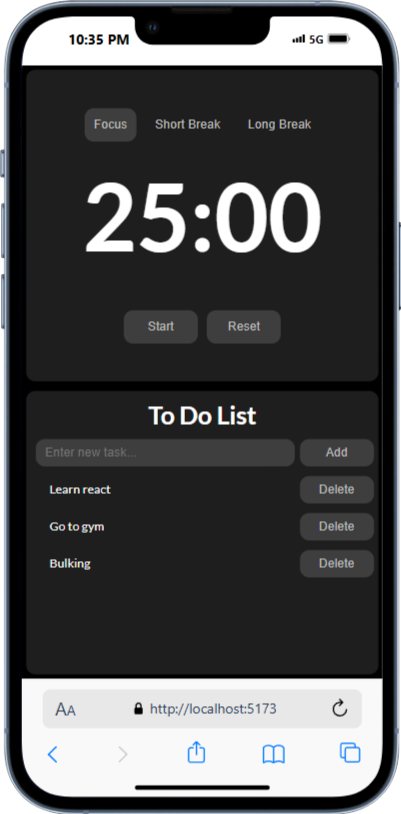 10:35 PM 5G
Focus Short Break Long Break
25:00
Start Reset
To Do List
Enter new task... Add
Learn react Delete
Go to gym Delete
Bulking Delete
AA http://localhost:5173